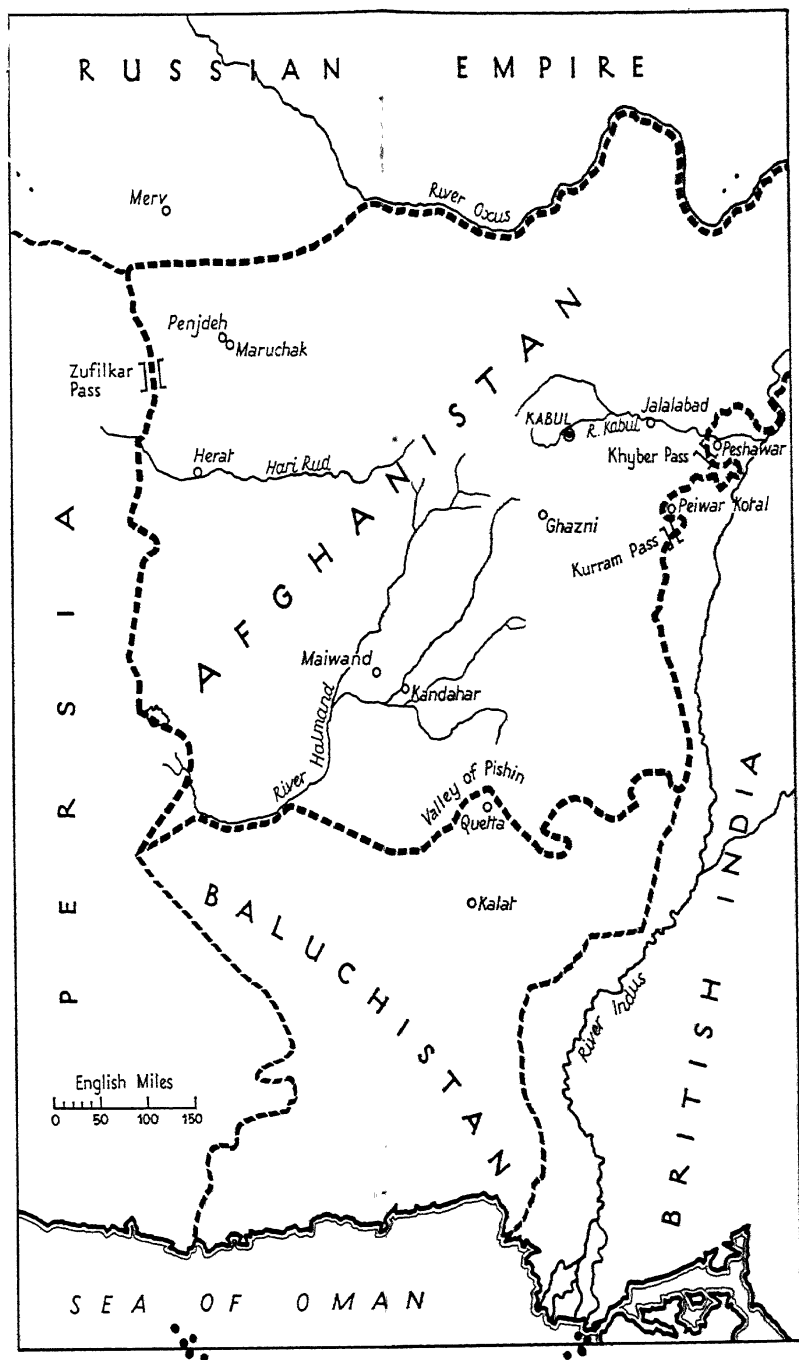 RUSSIAN EMPIRE
Merv
River Oxus
Penjdeh
Maruchak
Zufilkar
Pass
AFGHANISTAN
KABUL
R. Kabul
Jalalabad
Khyber Pass
Peshawar
Herat
Hari Rud
Peiwar Kotal
Ghazni
Kurram Pass
PERSIA
Maiwand
Kandahar
River Halmand
Valley of Pishin
Quetta
Kalat
BALUCHISTAN
BRITISH INDIA
River Indus
English Miles
0 50 100 150
SEA OF OMAN